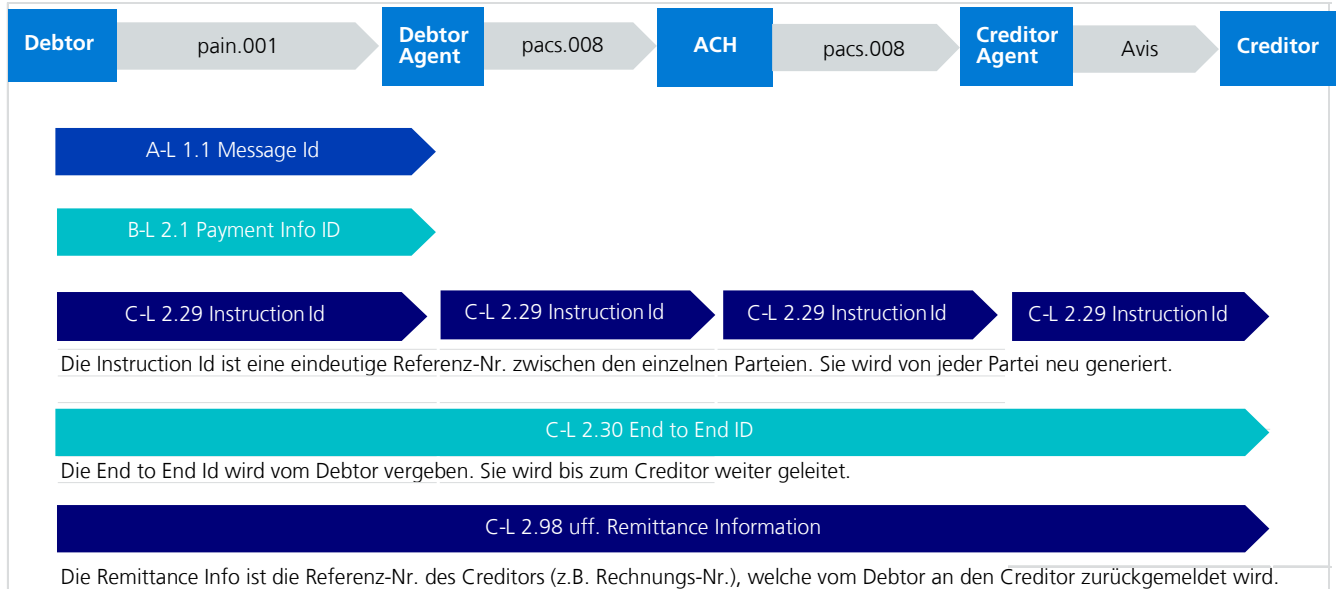 Debtor
pain.001
Debtor
Agent
pacs.008
ACH
pacs.008
Creditor
Agent
Avis
Creditor
A-L 1.1 Message Id
B-L 2.1 Payment Info ID
C-L 2.29 Instruction Id
C-L 2.29 Instruction Id
C-L 2.29 Instruction Id
C-L 2.29 Instruction Id
Die Instruction Id ist eine eindeutige Referenz-Nr. zwischen den einzelnen Parteien. Sie wird von jeder Partei neu generiert.
C-L 2.30 End to End ID
Die End to End Id wird vom Debtor vergeben. Sie wird bis zum Creditor weiter geleitet.
C-L 2.98 uff. Remittance Information
Die Remittance Info ist die Referenz-Nr. des Creditors (z.B. Rechnungs-Nr.), welche vom Debtor an den Creditor zurückgemeldet wird.